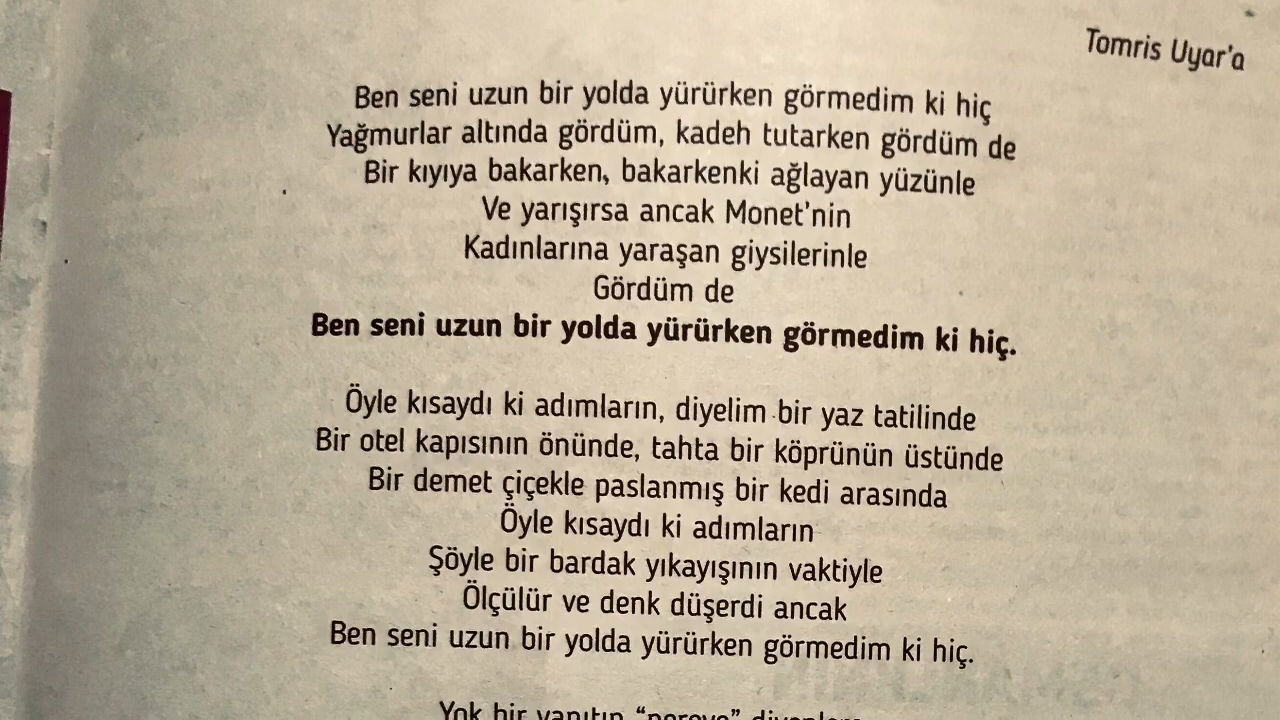 Tomris Uyar'a
Ben seni uzun bir yolda yürürken görmedim ki hiç
Yağmurlar altında gördüm, kadeh tutarken gördüm de
Bir kıyıya bakarken, bakarkenki ağlayan yüzünle
Ve yarışırsa ancak Monet'nin
Kadınlarına yaraşan giysilerinle
Gördüm de
Ben seni uzun bir yolda yürürken görmedim ki hiç.
Öyle kısaydı ki adımların, diyelim bir yaz tatilinde
Bir otel kapısının önünde, tahta bir köprünün üstünde
Bir demet çiçekle paslanmış bir kedi arasında
Öyle kısaydı ki adımların
Şöyle bir bardak yıkayışının vaktiyle
Ölçülür ve denk düşerdi ancak
Ben seni uzun bir yolda yürürken görmedim ki hiç.
Yok bir yanıtın "nereye"